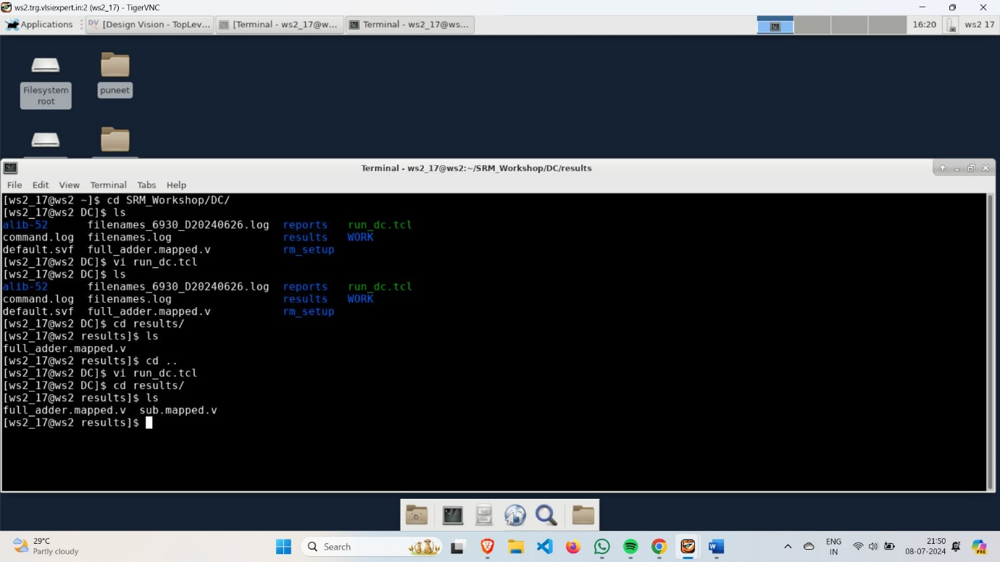 ws2.trg.vlsiexpert.in:2 (ws2_17) - TigerVNC
Applications [Design Vision - TopLev... [Terminal - ws2_17@w... Terminal - ws2_17@ws... 16:20 ws2 17
Filesystem root
puneet
Terminal - ws2_17@ws2:~/SRM_Workshop/DC/results
File Edit View Terminal Tabs Help
[ws2_17@ws2 ~]$ cd SRM_Workshop/DC/
[ws2_17@ws2 DC]$ ls
alib-52 filenames_6930_D20240626.log reports run_dc.tcl
command.log filenames.log results WORK
default.svf full_adder.mapped.v rm_setup
[ws2_17@ws2 DC]$ vi run_dc.tcl
[ws2_17@ws2 DC]$ ls
alib-52 filenames_6930_D20240626.log reports run_dc.tcl
command.log filenames.log results WORK
default.svf full_adder.mapped.v rm_setup
[ws2_17@ws2 DC]$ cd results/
[ws2_17@ws2 results]$ ls
full_adder.mapped.v
[ws2_17@ws2 results]$ cd ..
[ws2_17@ws2 DC]$ vi run_dc.tcl
[ws2_17@ws2 DC]$ cd results/
[ws2_17@ws2 results]$ ls
full_adder.mapped.v sub.mapped.v
[ws2_17@ws2 results]$
29°C
Partly cloudy
Search
ENG
IN
21:50
08-07-2024
PRE